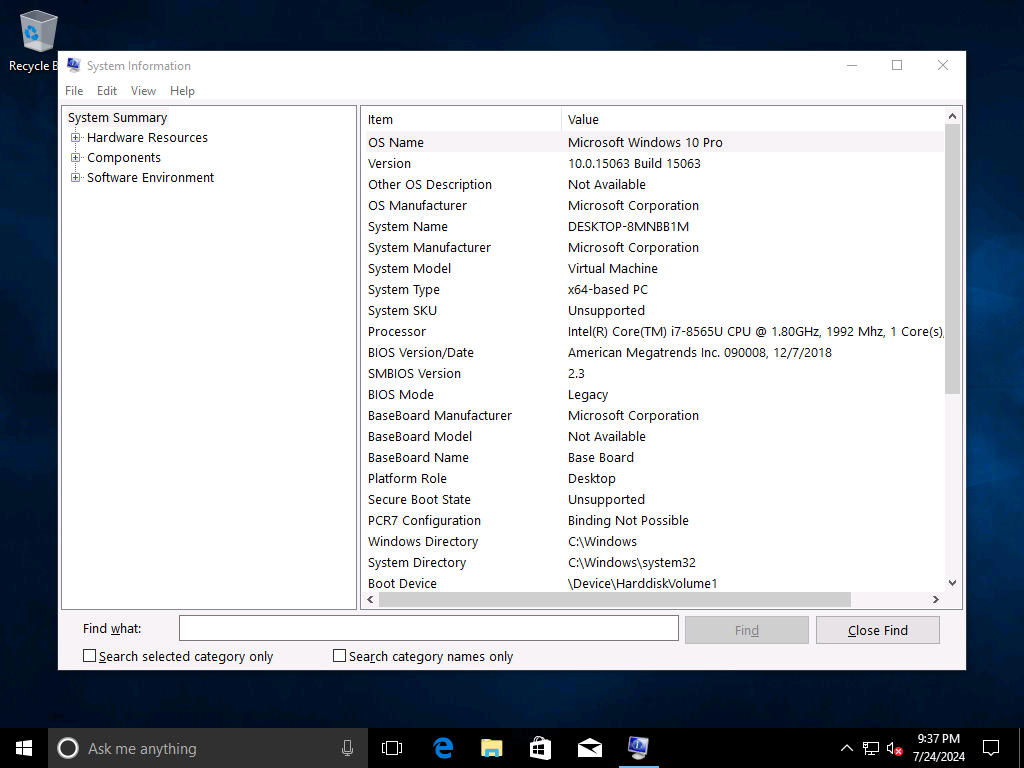 Recycle B
System Information
File Edit View Help
System Summary
Hardware Resources
Components
Software Environment
Item Value
OS Name Microsoft Windows 10 Pro
Version 10.0.15063 Build 15063
Other OS Description Not Available
OS Manufacturer Microsoft Corporation
System Name DESKTOP-8MNBB1M
System Manufacturer Microsoft Corporation
System Model Virtual Machine
System Type x64-based PC
System SKU Unsupported
Processor Intel(R) Core(TM) i7-8565U CPU @ 1.80GHz, 1992 Mhz, 1 Core(s),
BIOS Version/Date American Megatrends Inc. 090008, 12/7/2018
SMBIOS Version 2.3
BIOS Mode Legacy
BaseBoard Manufacturer Microsoft Corporation
BaseBoard Model Not Available
BaseBoard Name Base Board
Platform Role Desktop
Secure Boot State Unsupported
PCR7 Configuration Binding Not Possible
Windows Directory C:\Windows
System Directory C:\Windows\system32
Boot Device \Device\HarddiskVolume1
Find what: Find Close Find
Search selected category only Search category names only
Ask me anything
9:37 PM
7/24/2024